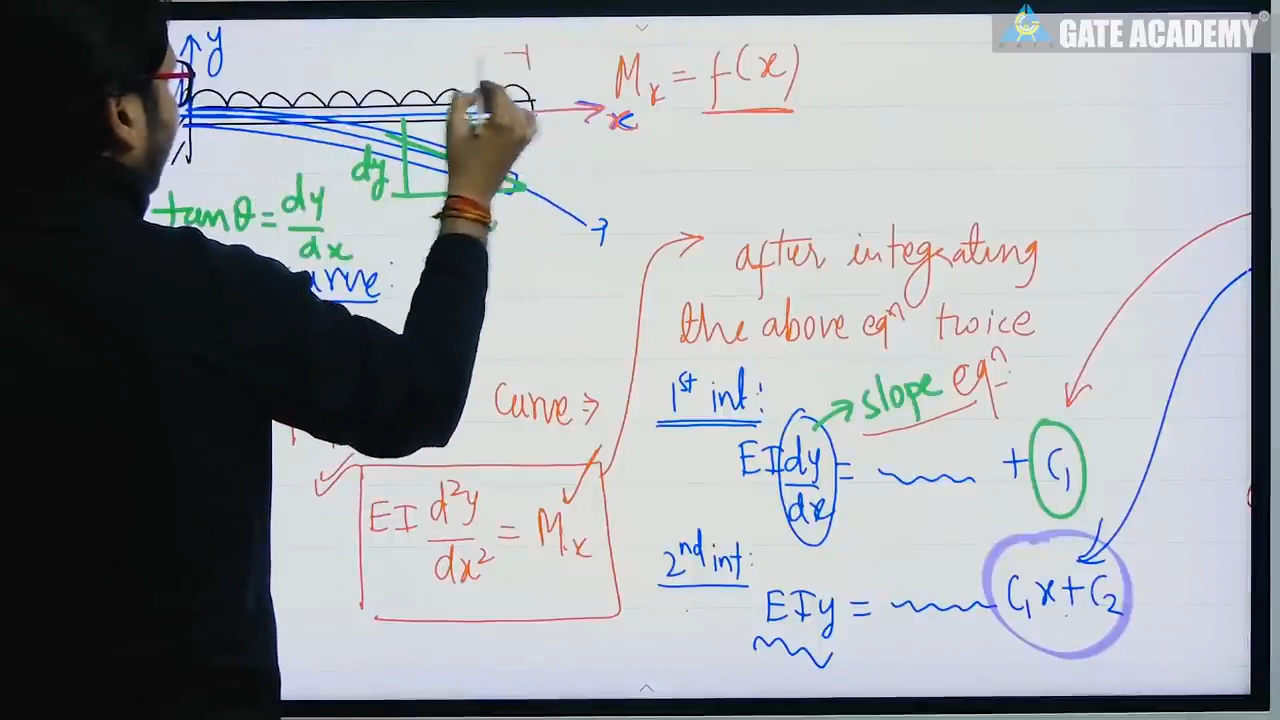 GATE ACADEMY
y
x
Mx = f(x)
dy
tanθ = dy/dx
curve:
after integrating
the above eqⁿ twice
1st int:
slope eqⁿ:
curve ⇒
EI dy/dx = + C₁
EI d²y/dx² = Mx
2nd int:
EIy = C₁x + C₂